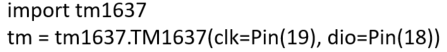 import tm1637
tm = tm1637.TM1637(clk=Pin(19), dio=Pin(18))